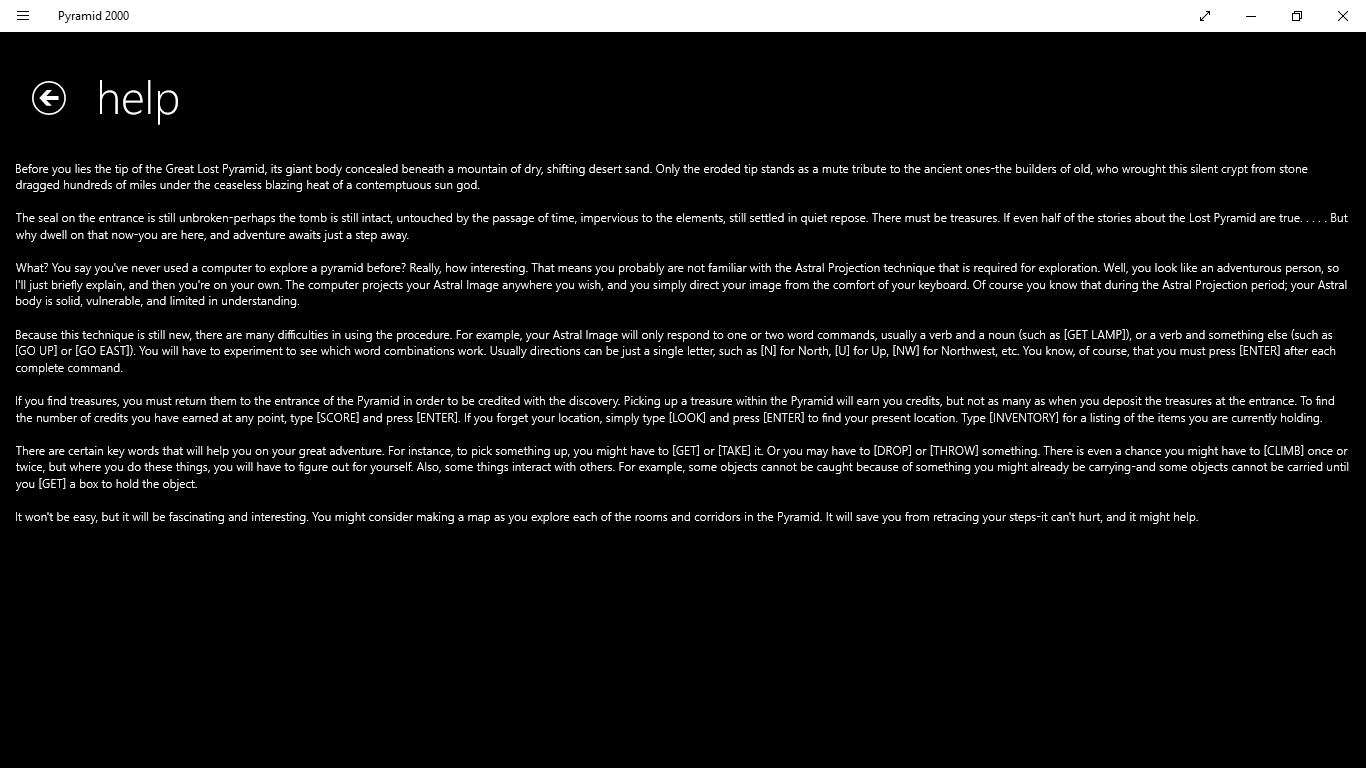 Pyramid 2000
help
Before you lies the tip of the Great Lost Pyramid, its giant body concealed beneath a mountain of dry, shifting desert sand. Only the eroded tip stands as a mute tribute to the ancient ones-the builders of old, who wrought this silent crypt from stone
dragged hundreds of miles under the ceaseless blazing heat of a contemptuous sun god.
The seal on the entrance is still unbroken-perhaps the tomb is still intact, untouched by the passage of time, impervious to the elements, still settled in quiet repose. There must be treasures. If even half of the stories about the Lost Pyramid are true. . . . . But
why dwell on that now-you are here, and adventure awaits just a step away.
What? You say you've never used a computer to explore a pyramid before? Really, how interesting. That means you probably are not familiar with the Astral Projection technique that is required for exploration. Well, you look like an adventurous person, so
I'll just briefly explain, and then you're on your own. The computer projects your Astral Image anywhere you wish, and you simply direct your image from the comfort of your keyboard. Of course you know that during the Astral Projection period; your Astral
body is solid, vulnerable, and limited in understanding.
Because this technique is still new, there are many difficulties in using the procedure. For example, your Astral Image will only respond to one or two word commands, usually a verb and a noun (such as [GET LAMP]), or a verb and something else (such as
[GO UP] or [GO EAST]). You will have to experiment to see which word combinations work. Usually directions can be just a single letter, such as [N] for North, [U] for Up, [NW] for Northwest, etc. You know, of course, that you must press [ENTER] after each
complete command.
If you find treasures, you must return them to the entrance of the Pyramid in order to be credited with the discovery. Picking up a treasure within the Pyramid will earn you credits, but not as many as when you deposit the treasures at the entrance. To find
the number of credits you have earned at any point, type [SCORE] and press [ENTER]. If you forget your location, simply type [LOOK] and press [ENTER] to find your present location. Type [INVENTORY] for a listing of the items you are currently holding.
There are certain key words that will help you on your great adventure. For instance, to pick something up, you might have to [GET] or [TAKE] it. Or you may have to [DROP] or [THROW] something. There is even a chance you might have to [CLIMB] once or
twice, but where you do these things, you will have to figure out for yourself. Also, some things interact with others. For example, some objects cannot be caught because of something you might already be carrying-and some objects cannot be carried until
you [GET] a box to hold the object.
It won't be easy, but it will be fascinating and interesting. You might consider making a map as you explore each of the rooms and corridors in the Pyramid. It will save you from retracing your steps-it can't hurt, and it might help.